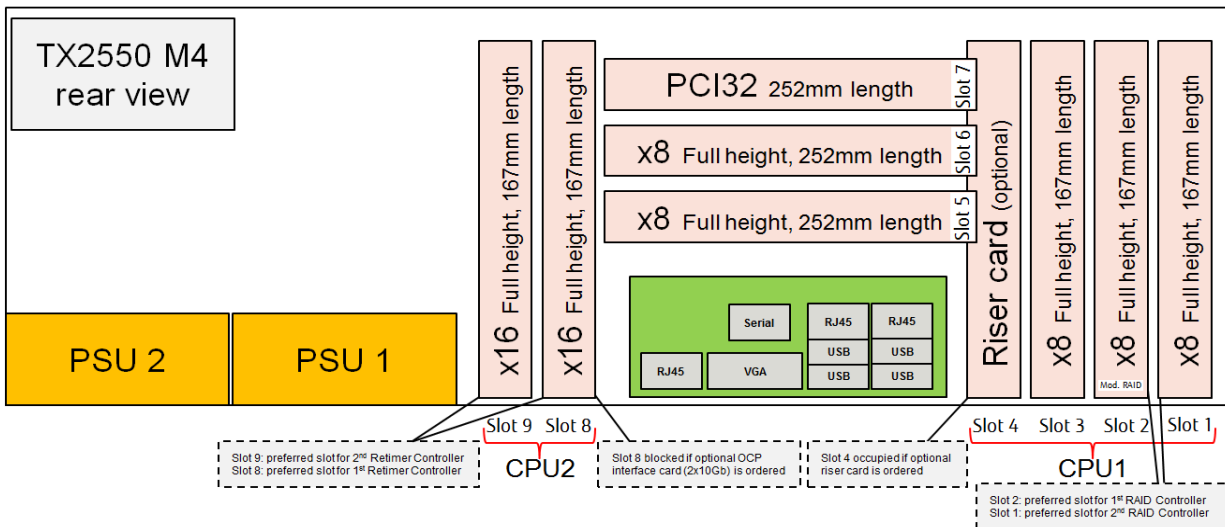 TX2550 M4
rear view
PSU 2
PSU 1
x16 Full height, 167mm length
x16 Full height, 167mm length
PCI32 252mm length
Slot 7
x8 Full height, 252mm length
Slot 6
x8 Full height, 252mm length
Slot 5
Serial
RJ45
RJ45
USB
USB
RJ45
VGA
USB
USB
Riser card (optional)
x8 Full height, 167mm length
x8 Full height, 167mm length
Mod. RAID
x8 Full height, 167mm length
Slot 9
Slot 8
Slot 4
Slot 3
Slot 2
Slot 1
CPU2
CPU1
Slot 9: preferred slot for 2nd Retimer Controller
Slot 8: preferred slot for 1st Retimer Controller
Slot 8 blocked if optional OCP
interface card (2x10Gb) is ordered
Slot 4 occupied if optional
riser card is ordered
Slot 2: preferred slot for 1st RAID Controller
Slot 1: preferred slot for 2nd RAID Controller